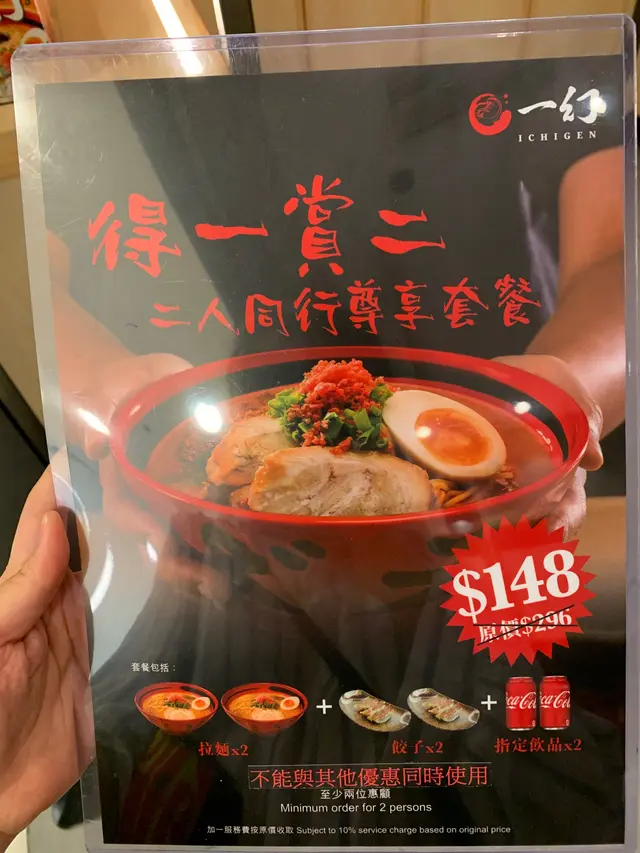 一幻
ICHIGEN
得一賞二
二人同行尊享套餐
$148
原價$296
套餐包括：
拉麵x2 餃子x2 指定飲品x2
不能與其他優惠同時使用
至少兩位惠顧
Minimum order for 2 persons
加一服務費按原價收取 Subject to 10% service charge based on original price